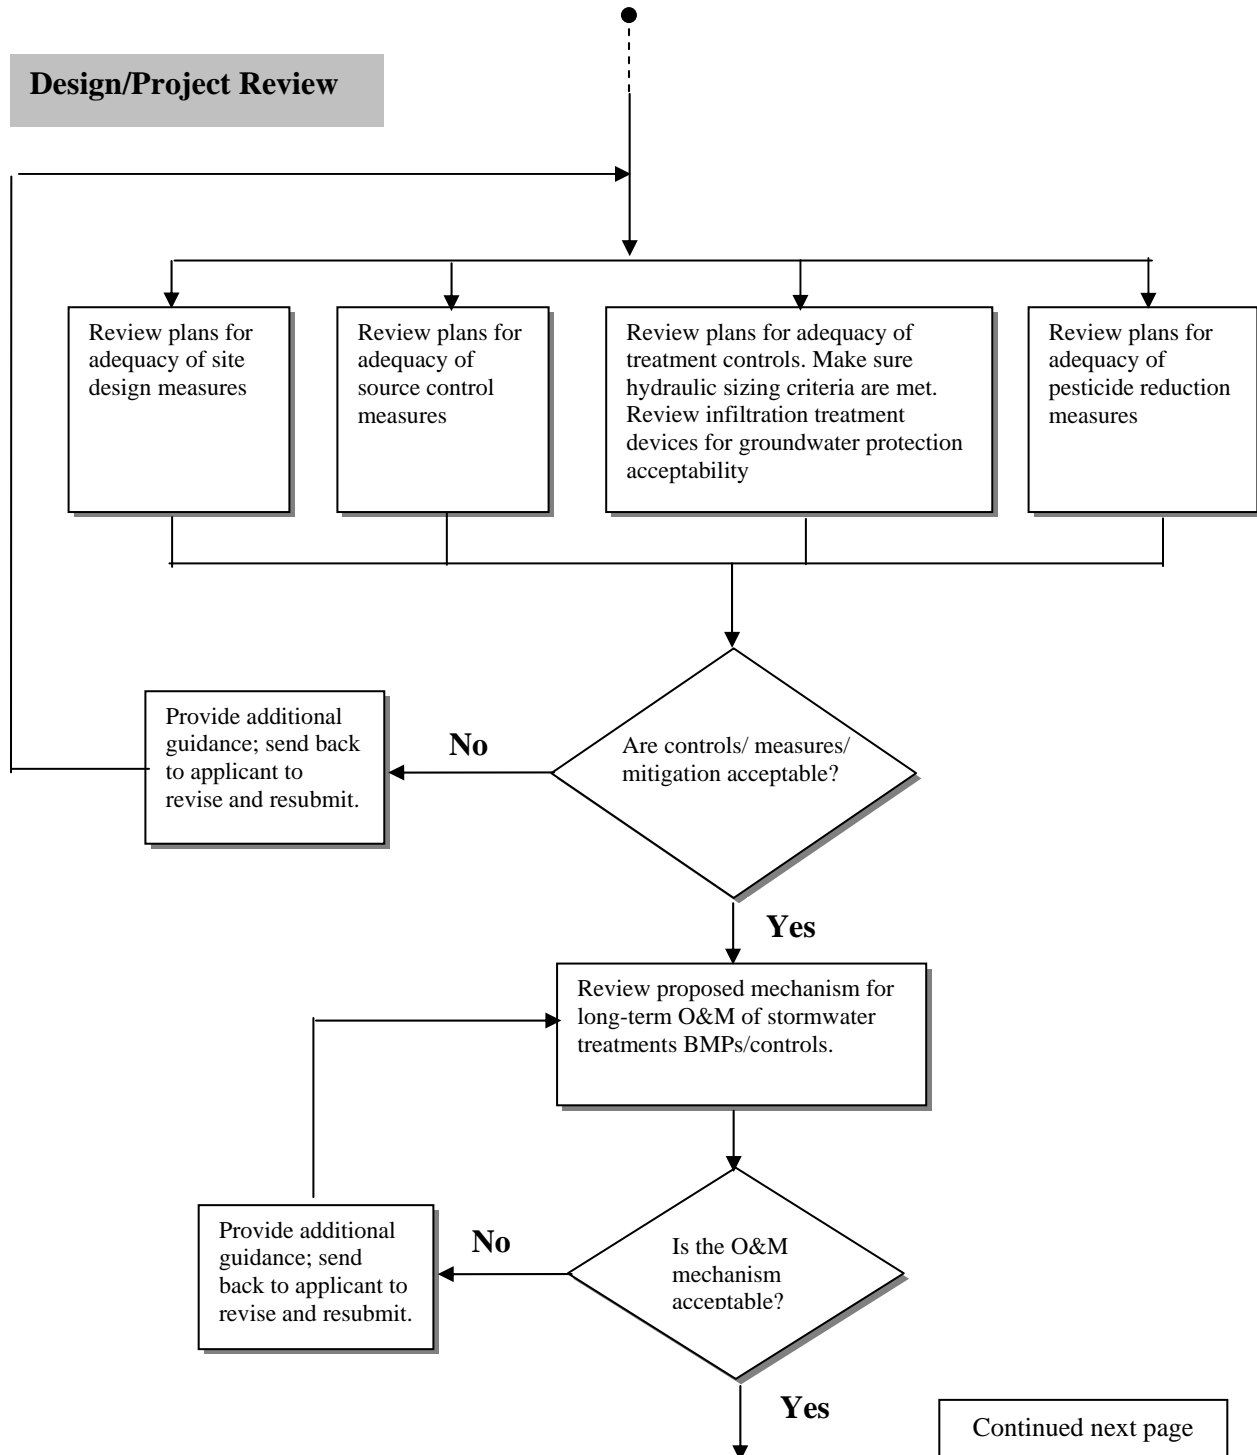 Design/Project Review
Review plans for
adequacy of site
design measures
Review plans for
adequacy of
source control
measures
Review plans for adequacy of
treatment controls. Make sure
hydraulic sizing criteria are met.
Review infiltration treatment
devices for groundwater protection
acceptability
Review plans for
adequacy of
pesticide reduction
measures
Provide additional
guidance; send back
to applicant to
revise and resubmit.
No
Are controls/ measures/
mitigation acceptable?
Yes
Review proposed mechanism for
long-term O&M of stormwater
treatments BMPs/controls.
Provide additional
guidance; send
back to applicant to
revise and resubmit.
No
Is the O&M
mechanism
acceptable?
Yes
Continued next page